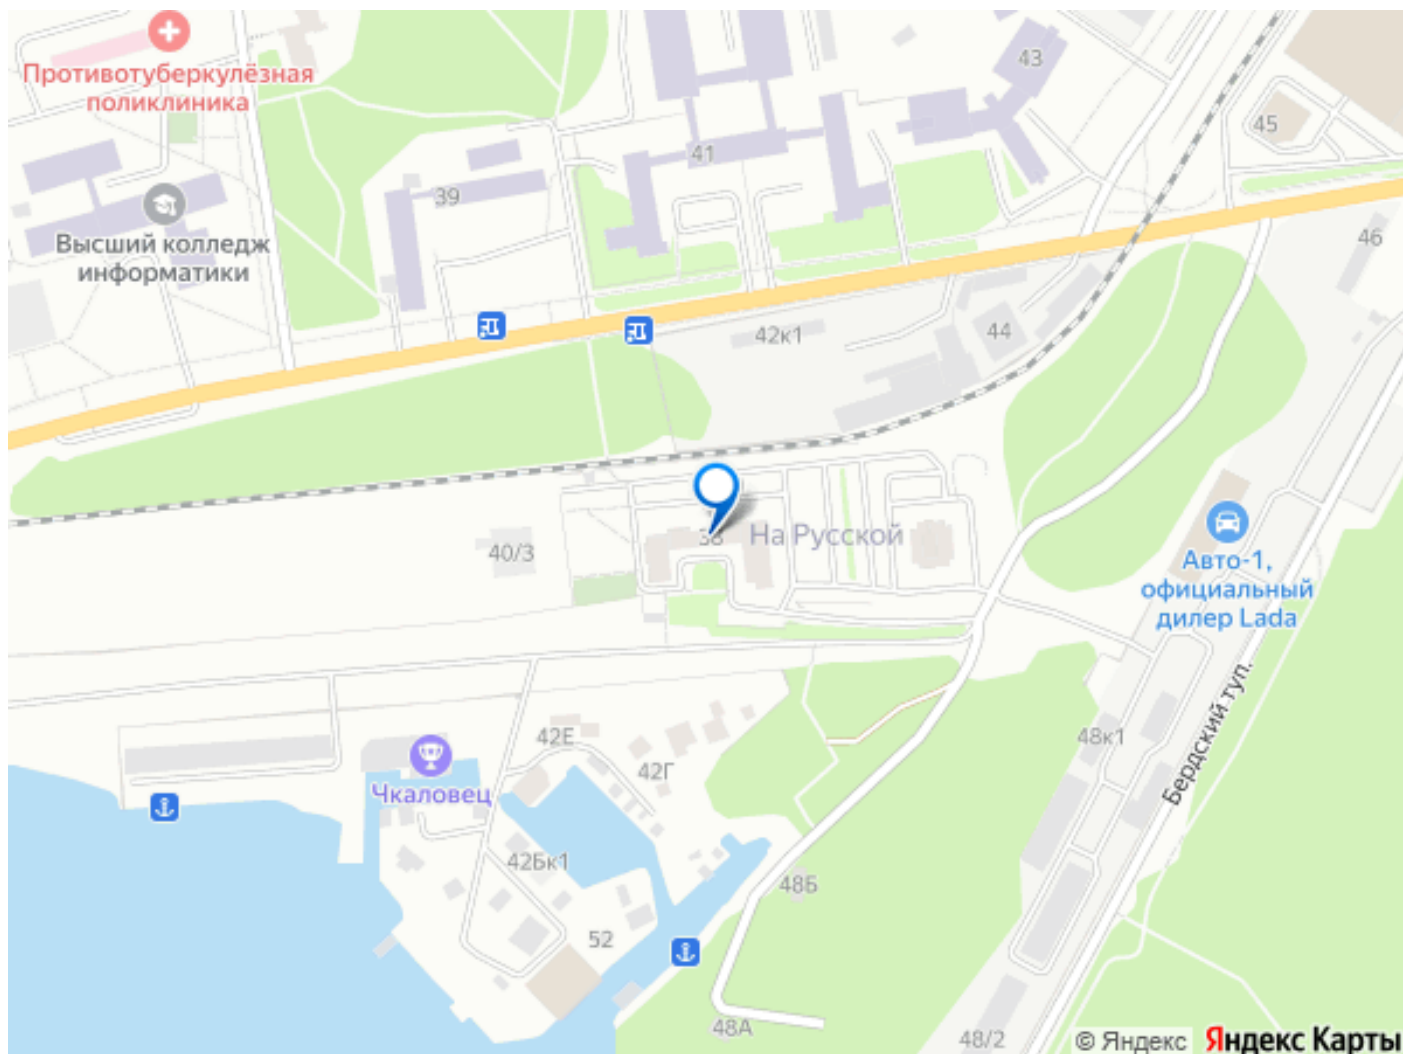 Противотуберкулёзная
поликлиника
43
45
41
39
Высший колледж
информатики
46
42к1
44
38
На Русской
40/3
Авто-1,
официальный
дилер Lada
Бердский туп.
42Е
48к1
42Г
Чкаловец
42Бк1
48Б
52
48А
48/2
© Яндекс Яндекс Карты